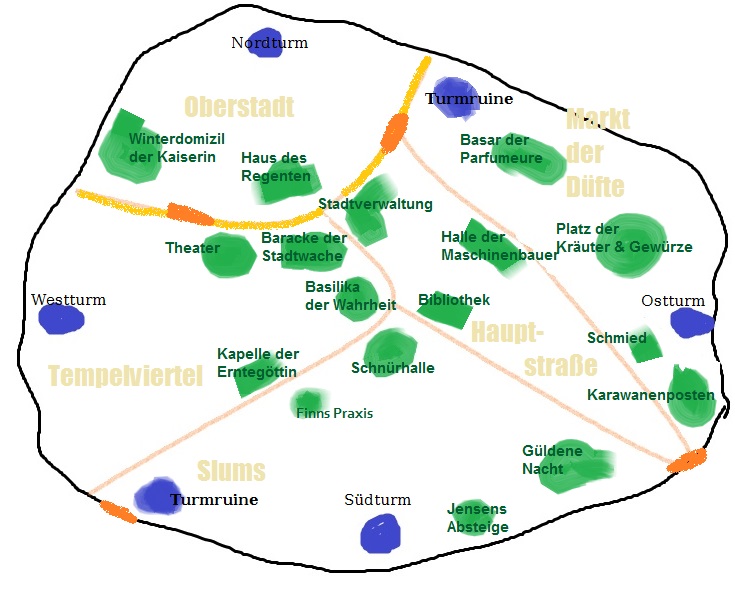 Nordturm
Oberstadt
Turmruine
Markt
der
Düfte
Winterdomizil
der Kaiserin
Haus des
Regenten
Basar der
Parfumeure
Stadtverwaltung
Theater
Baracke der
Stadtwache
Halle der
Maschinenbauer
Platz der
Kräuter & Gewürze
Westturm
Basilika
der Wahrheit
Bibliothek
Ostturm
Haupt-
straße
Schmied
Tempelviertel
Kapelle der
Erntegöttin
Schnürhalle
Karawanenposten
Finns Praxis
Slums
Turmruine
Güldene
Nacht
Südturm
Jensens
Absteige